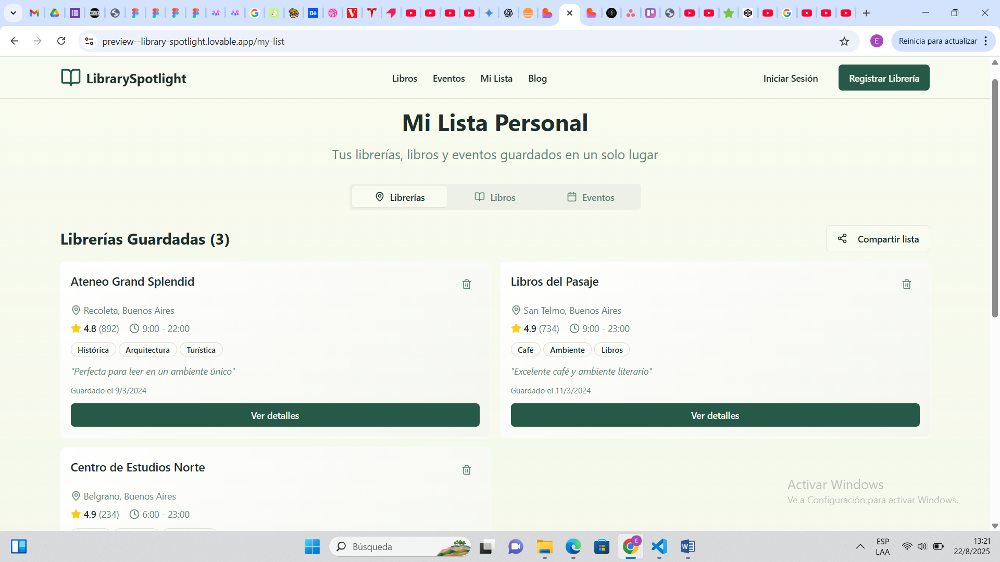 preview--library-spotlight.lovable.app/my-list
E
Reinicia para actualizar
LibrarySpotlight
Libros
Eventos
Mi Lista
Blog
Iniciar Sesión
Registrar Librería
Mi Lista Personal
Tus librerías, libros y eventos guardados en un solo lugar
Librerías
Libros
Eventos
Librerías Guardadas (3)
Compartir lista
Ateneo Grand Splendid
Recoleta, Buenos Aires
4.8 (892) 9:00 - 22:00
Histórica Arquitectura Turística
"Perfecta para leer en un ambiente único"
Guardado el 9/3/2024
Ver detalles
Libros del Pasaje
San Telmo, Buenos Aires
4.9 (734) 9:00 - 23:00
Café Ambiente Libros
"Excelente café y ambiente literario"
Guardado el 11/3/2024
Ver detalles
Centro de Estudios Norte
Belgrano, Buenos Aires
4.9 (234) 6:00 - 23:00
Activar Windows
Ve a Configuración para activar Windows.
Búsqueda
E
ESP
LAA
13:21
22/8/2025